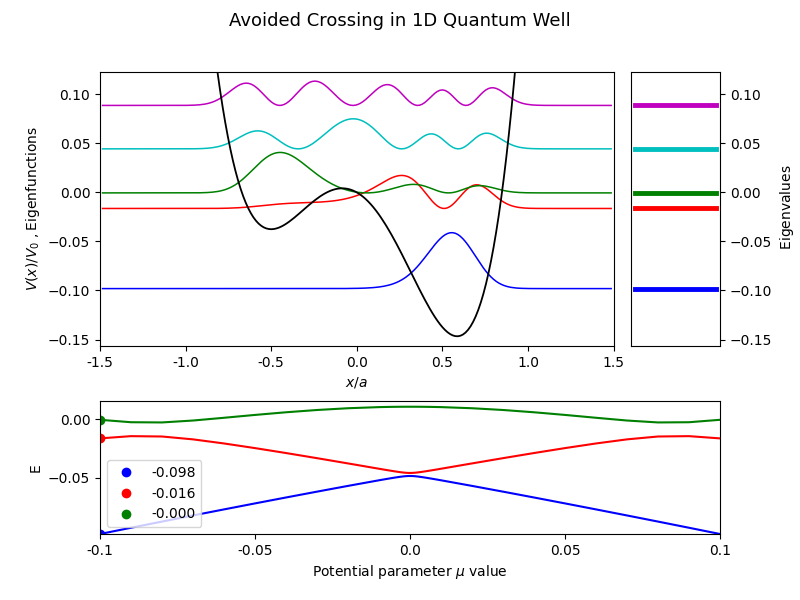 Avoided Crossing in 1D Quantum Well
V(x)/V₀ , Eigenfunctions
0.10
0.05
0.00
−0.05
−0.10
−0.15
-1.5 -1.0 -0.5 0.0 0.5 1.0 1.5
x/a
0.10
0.05
0.00
−0.05
−0.10
−0.15
Eigenvalues
E
0.00
−0.05
-0.098
-0.016
-0.000
-0.1 -0.05 0.0 0.05 0.1
Potential parameter μ value